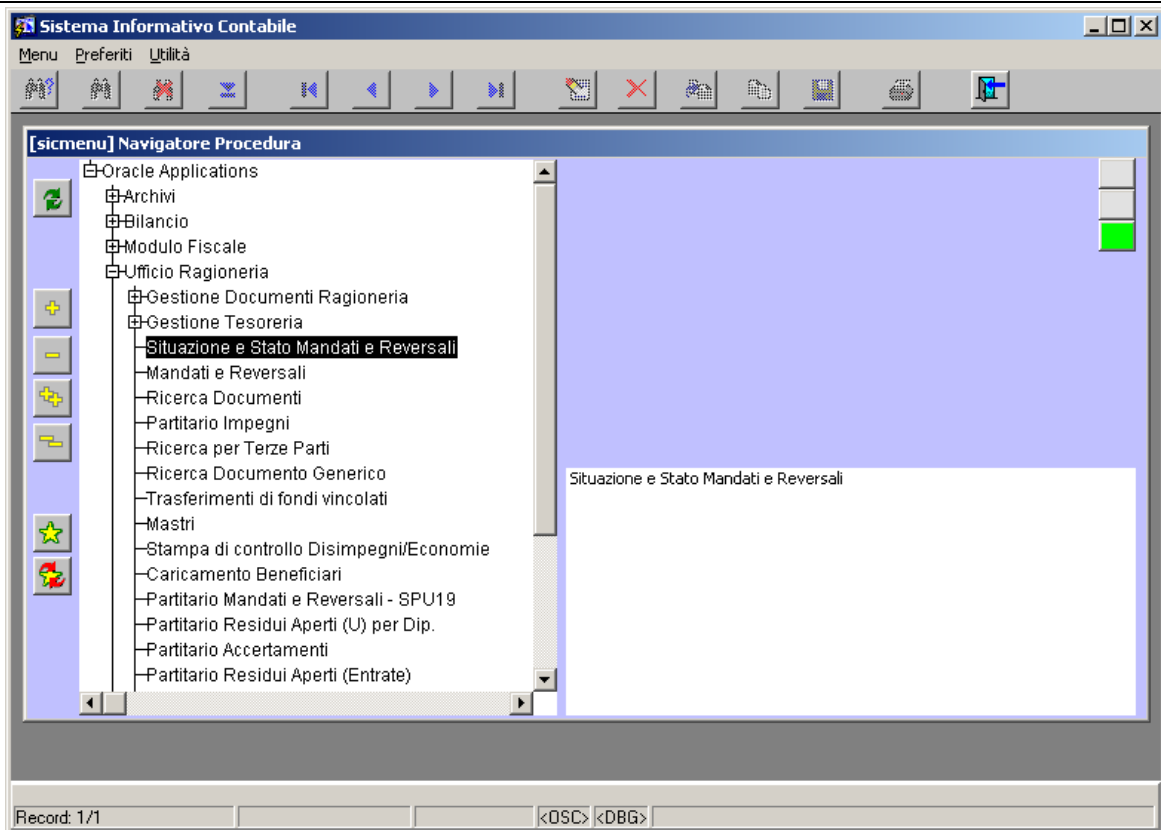 Sistema Informativo Contabile
Menu Preferiti Utilità
[sicmenu] Navigatore Procedura
Oracle Applications
Archivi
Bilancio
Modulo Fiscale
Ufficio Ragioneria
Gestione Documenti Ragioneria
Gestione Tesoreria
Situazione e Stato Mandati e Reversali
Mandati e Reversali
Ricerca Documenti
Partitario Impegni
Ricerca per Terze Parti
Ricerca Documento Generico
Trasferimenti di fondi vincolati
Mastri
Stampa di controllo Disimpegni/Economie
Caricamento Beneficiari
Partitario Mandati e Reversali - SPU19
Partitario Residui Aperti (U) per Dip.
Partitario Accertamenti
Partitario Residui Aperti (Entrate)
Situazione e Stato Mandati e Reversali
Record: 1/1 <OSC> <DBG>